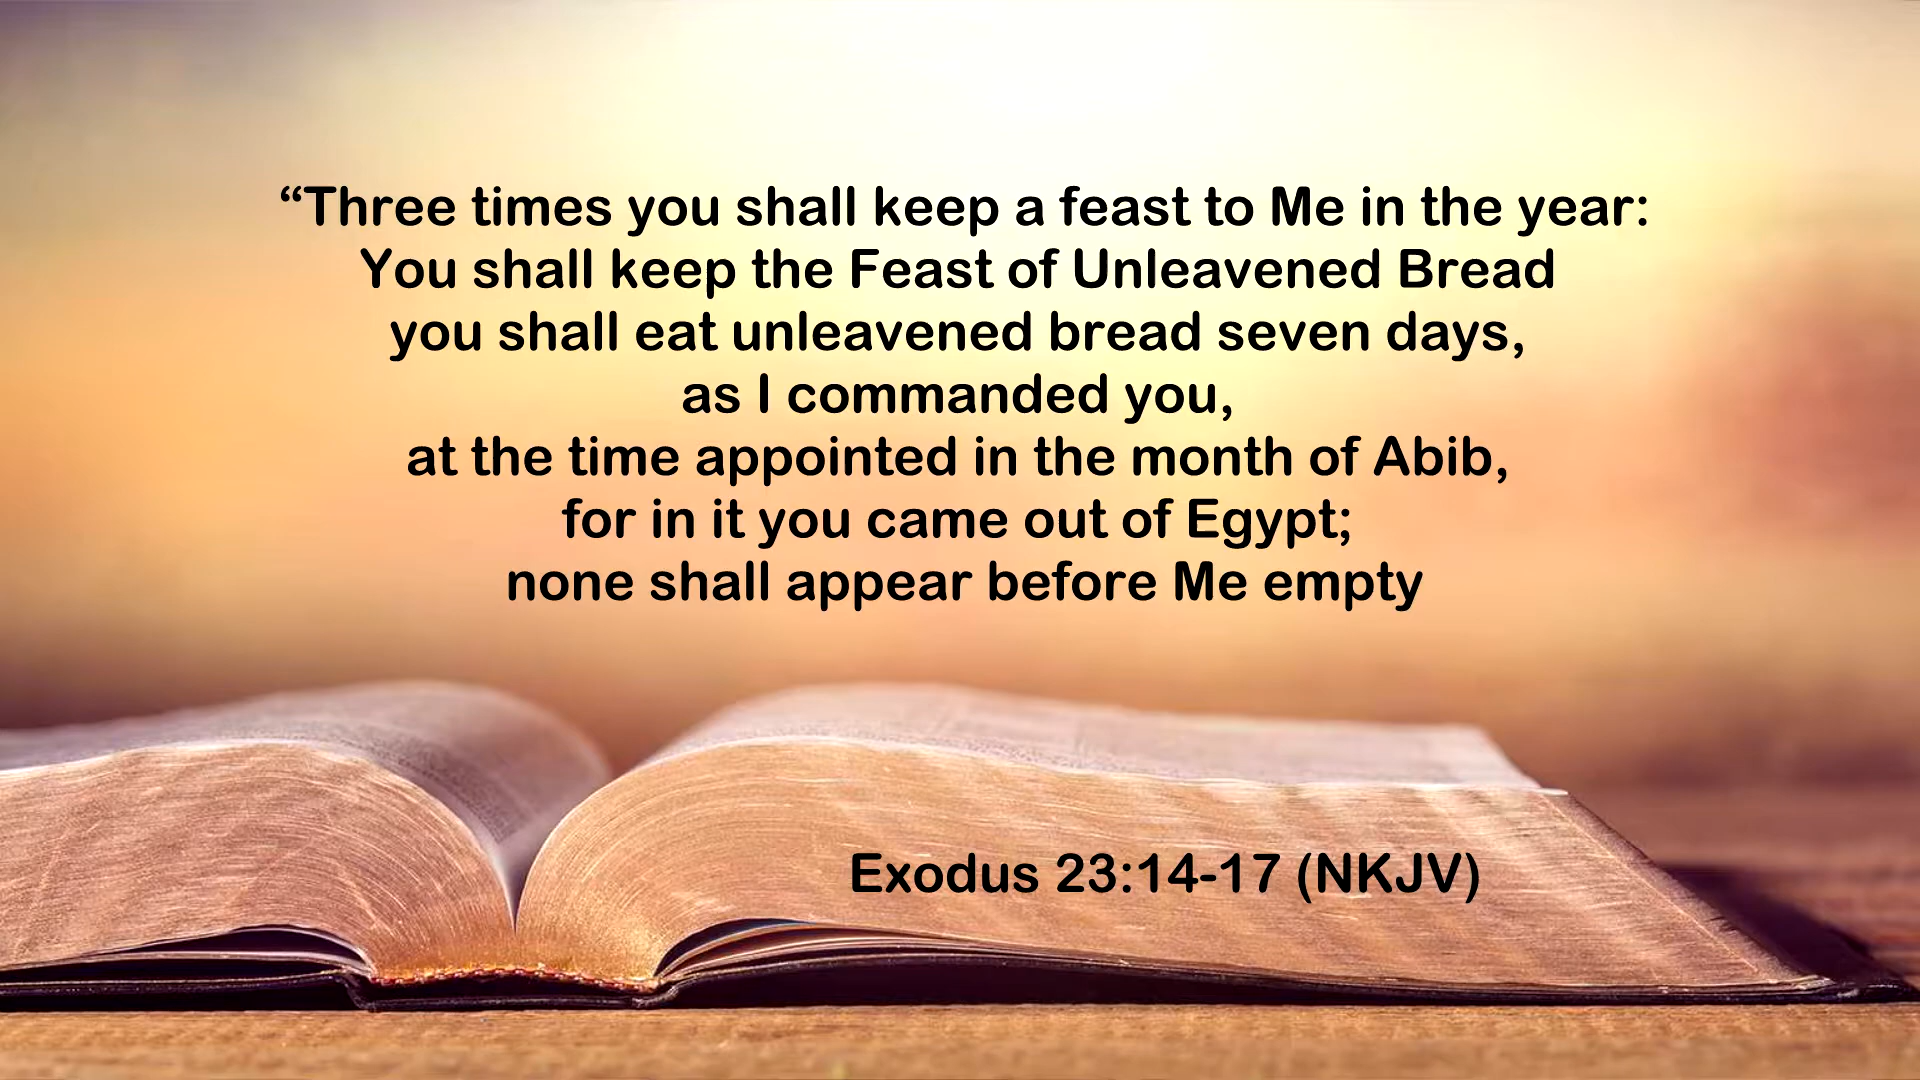 “Three times you shall keep a feast to Me in the year:
You shall keep the Feast of Unleavened Bread
you shall eat unleavened bread seven days,
as I commanded you,
at the time appointed in the month of Abib,
for in it you came out of Egypt;
none shall appear before Me empty
Exodus 23:14-17 (NKJV)